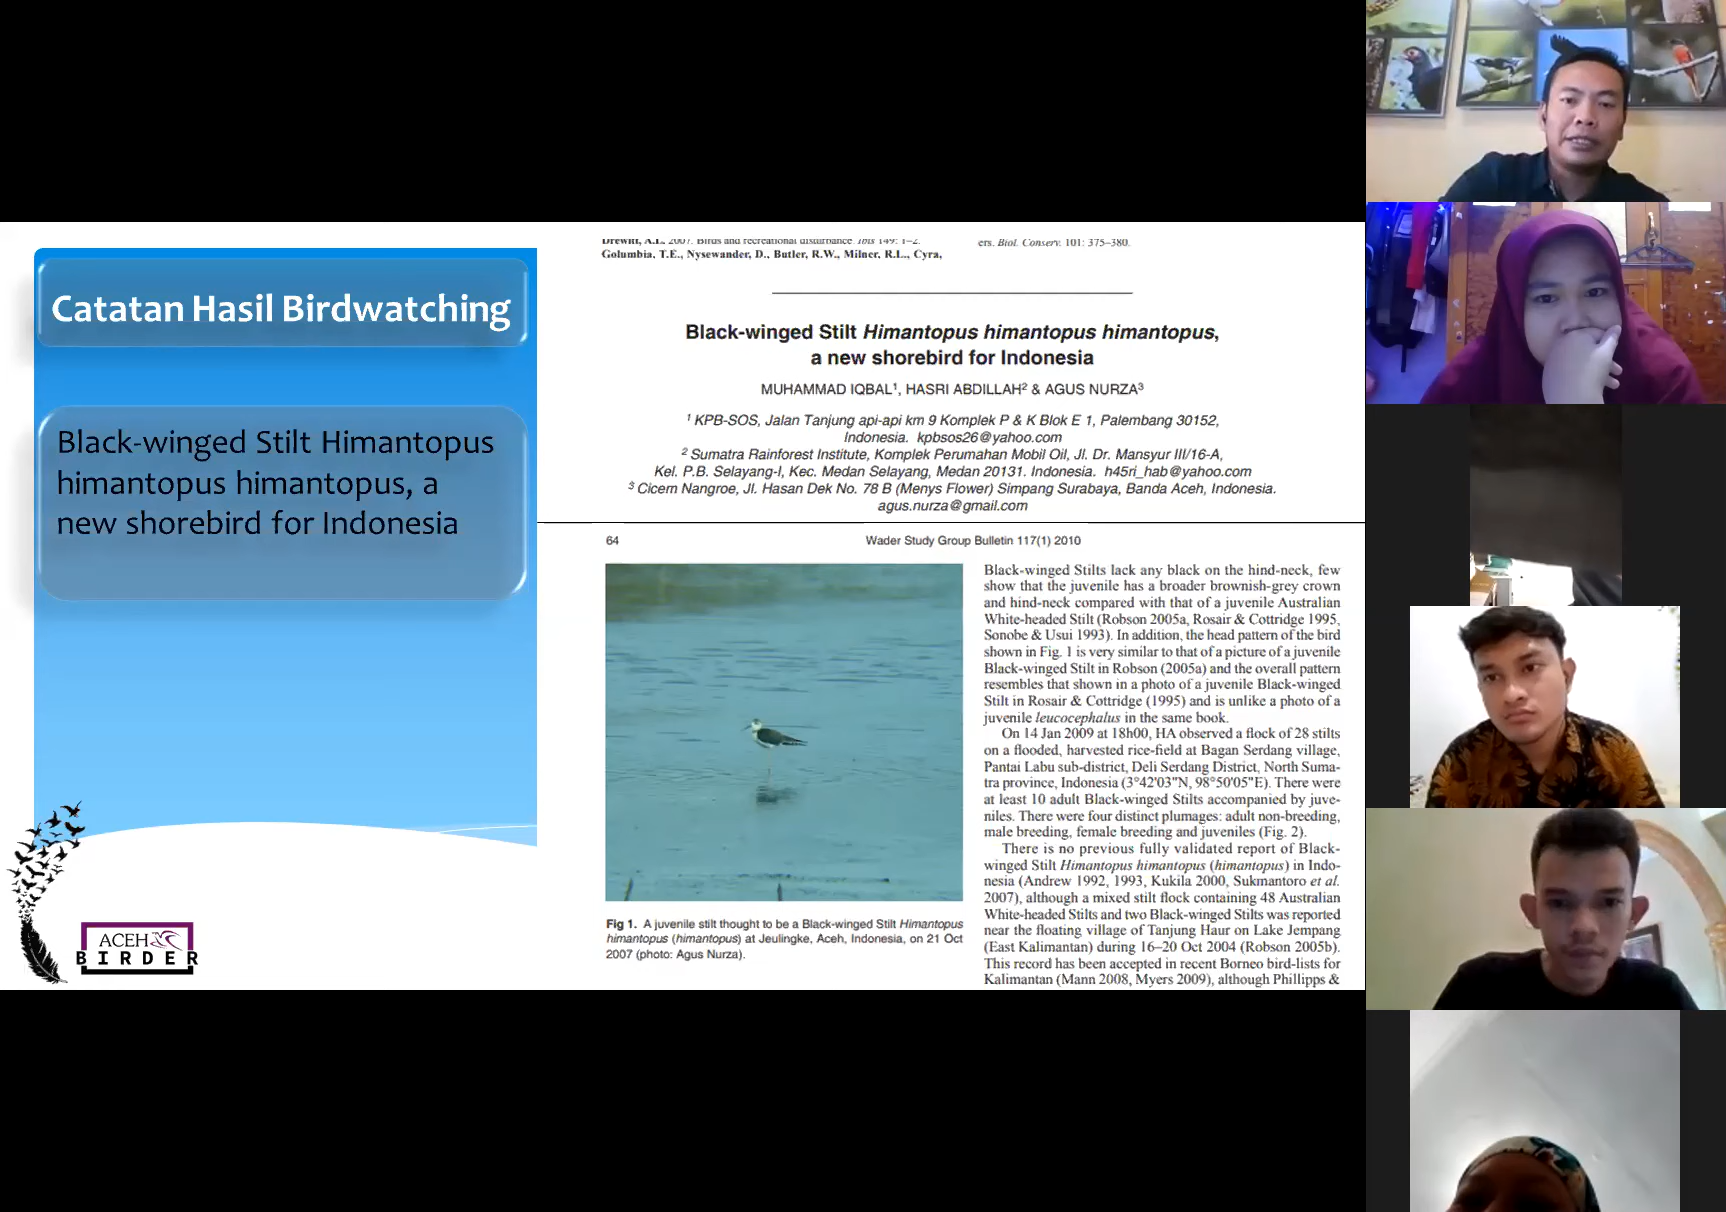 Catatan Hasil Birdwatching
Black-winged Stilt Himantopus
himantopus himantopus, a
new shorebird for Indonesia
ACEH
BIRDER
Drewitt, A.L. 2007. Birds and recreational disturbance. Ibis 149: 1–2.
Golumbia, T.E., Nysewander, D., Butler, R.W., Milner, R.L., Cyra,
ers. Biol. Conserv. 101: 375–380.
Black-winged Stilt Himantopus himantopus himantopus,
a new shorebird for Indonesia
MUHAMMAD IQBAL¹, HASRI ABDILLAH² & AGUS NURZA³
¹ KPB-SOS, Jalan Tanjung api-api km 9 Komplek P & K Blok E 1, Palembang 30152,
Indonesia. kpbsos26@yahoo.com
² Sumatra Rainforest Institute, Komplek Perumahan Mobil Oil, Jl. Dr. Mansyur III/16-A,
Kel. P.B. Selayang-I, Kec. Medan Selayang, Medan 20131. Indonesia. h45ri_hab@yahoo.com
³ Cicem Nangroe, Jl. Hasan Dek No. 78 B (Menys Flower) Simpang Surabaya, Banda Aceh, Indonesia.
agus.nurza@gmail.com
64
Wader Study Group Bulletin 117(1) 2010
Fig 1. A juvenile stilt thought to be a Black-winged Stilt Himantopus
himantopus (himantopus) at Jeulingke, Aceh, Indonesia, on 21 Oct
2007 (photo: Agus Nurza).
Black-winged Stilts lack any black on the hind-neck, few
show that the juvenile has a broader brownish-grey crown
and hind-neck compared with that of a juvenile Australian
White-headed Stilt (Robson 2005a, Rosair & Cottridge 1995,
Sonobe & Usui 1993). In addition, the head pattern of the bird
shown in Fig. 1 is very similar to that of a picture of a juvenile
Black-winged Stilt in Robson (2005a) and the overall pattern
resembles that shown in a photo of a juvenile Black-winged
Stilt in Rosair & Cottridge (1995) and is unlike a photo of a
juvenile leucocephalus in the same book.
On 14 Jan 2009 at 18h00, HA observed a flock of 28 stilts
on a flooded, harvested rice-field at Bagan Serdang village,
Pantai Labu sub-district, Deli Serdang District, North Suma-
tra province, Indonesia (3°42'03"N, 98°50'05"E). There were
at least 10 adult Black-winged Stilts accompanied by juve-
niles. There were four distinct plumages: adult non-breeding,
male breeding, female breeding and juveniles (Fig. 2).
There is no previous fully validated report of Black-
winged Stilt Himantopus himantopus (himantopus) in Indo-
nesia (Andrew 1992, 1993, Kukila 2000, Sukmantoro et al.
2007), although a mixed stilt flock containing 48 Australian
White-headed Stilts and two Black-winged Stilts was reported
near the floating village of Tanjung Haur on Lake Jempang
(East Kalimantan) during 16–20 Oct 2004 (Robson 2005b).
This record has been accepted in recent Borneo bird-lists for
Kalimantan (Mann 2008, Myers 2009), although Phillipps &